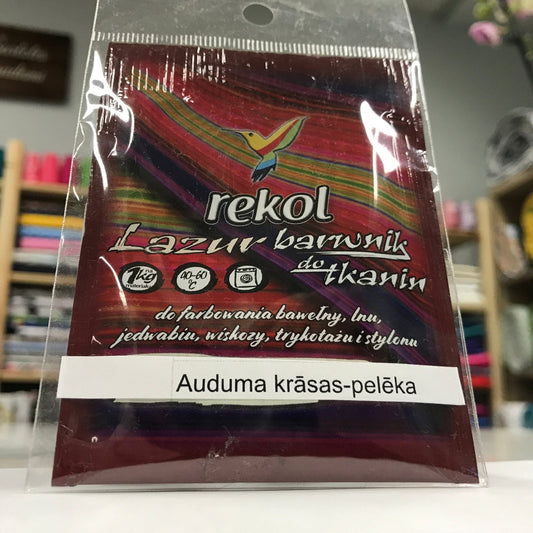 rekol
Lazur barwnik
do tkanin
1kg 40-60
°C
do farbowania bawełny, lnu,
jedwabiu, wiskozy, trykotażu i stylonu
Auduma krāsas-pelēka